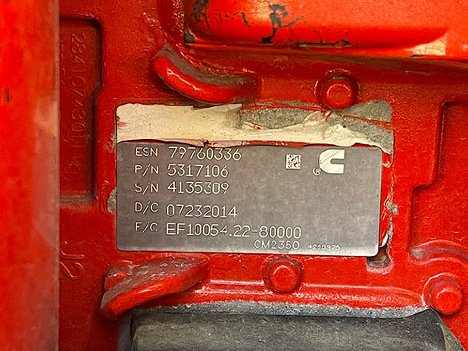 ESN 79760336
P/N 5317106
S/N 4135309
D/C 07232014
F/C EF10054.22-80000
CM2350